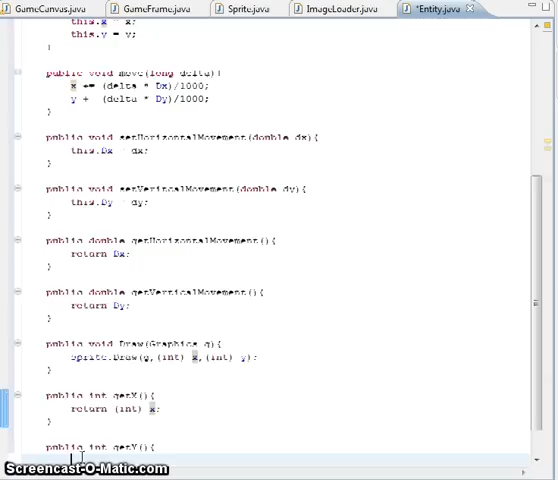 GameCanvas.java GameFrame.java Sprite.java ImageLoader.java *Entity.java
this.x = x;
this.y = y;
}
public void move(long delta){
x += (delta * Dx)/1000;
y + (delta * Dy)/1000;
}
public void setHorizontalMovement(double dx){
this.Dx dx;
}
public void setVeritcalMovement(double dy){
this.Dy dy;
}
public double getHorizontalMovement(){
return Dx;
}
public double getVerticalMovement(){
return Dy;
}
public void Draw(Graphics g){
sprite.Draw(g,(int) x,(int) y);
}
public int getX(){
return (int) x;
}
public int getY(){
Screencast-O-Matic.com